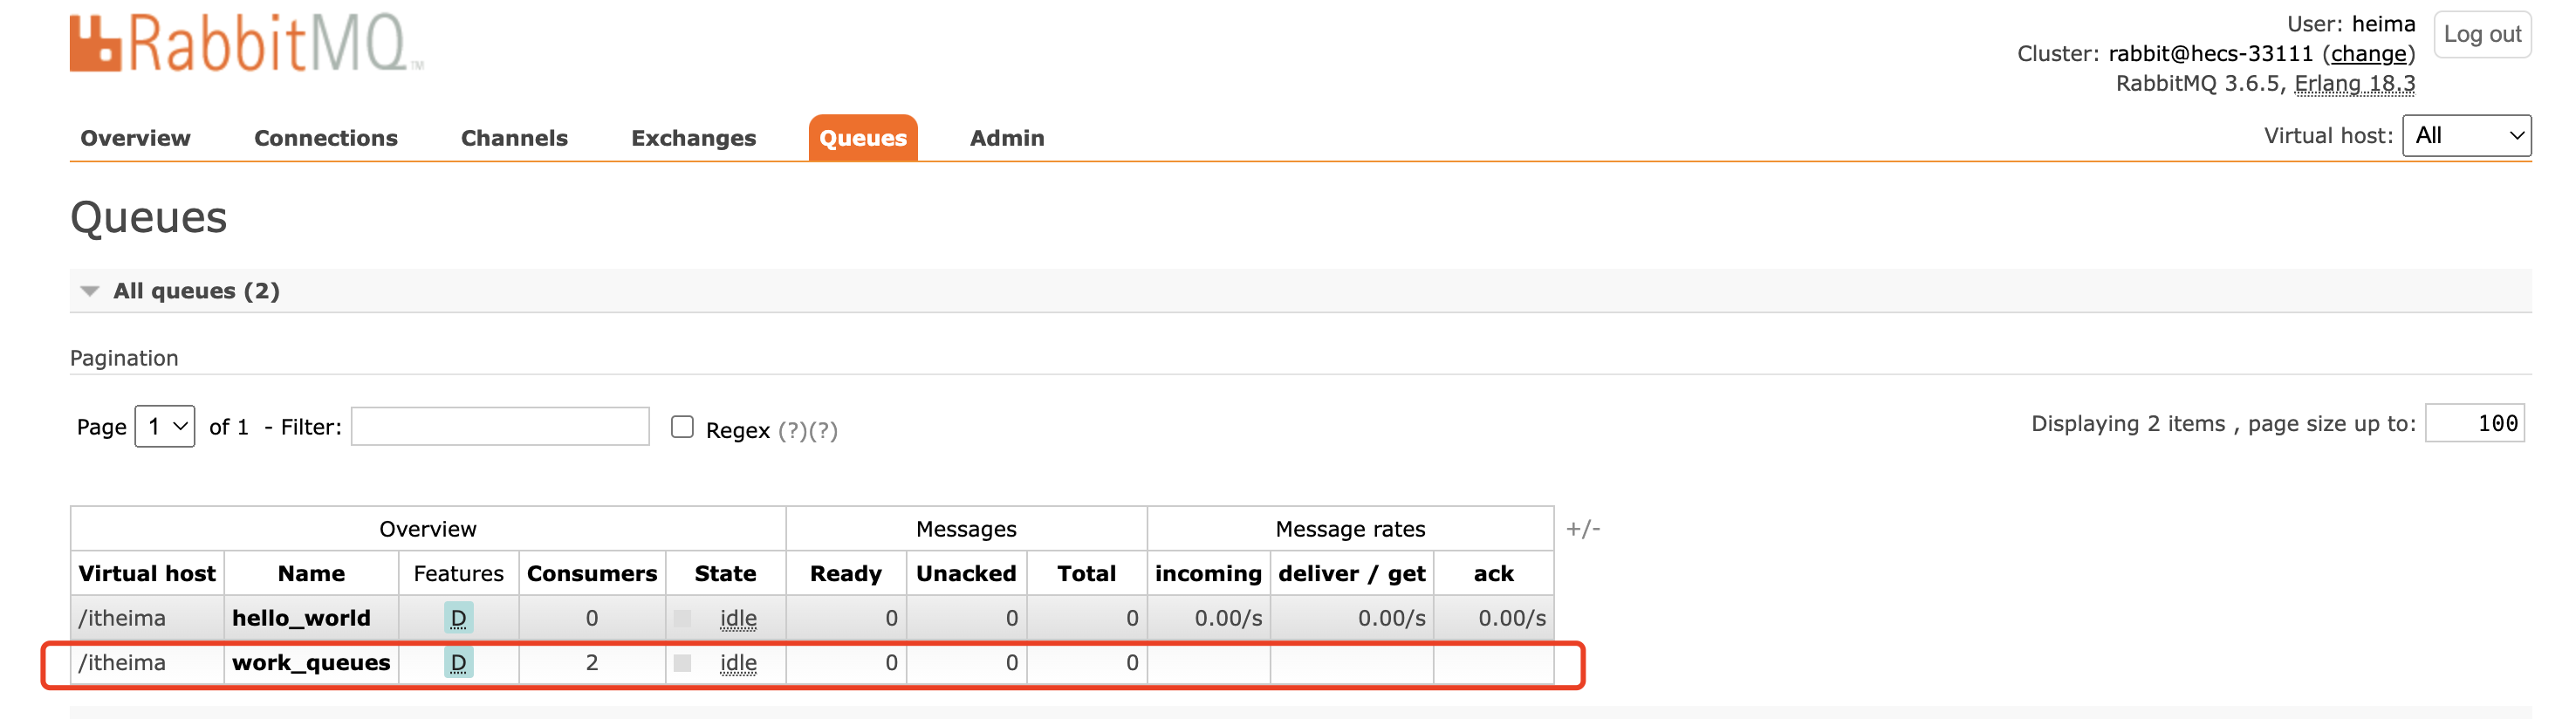 RabbitMQ™
User: heima
Log out
Cluster: rabbit@hecs-33111 (change)
RabbitMQ 3.6.5, Erlang 18.3
Overview Connections Channels Exchanges Queues Admin
Virtual host: All
Queues
All queues (2)
Pagination
Page 1 of 1 - Filter: Regex (?)(?)
Displaying 2 items , page size up to: 100
Overview Messages Message rates +/-
Virtual host Name Features Consumers State Ready Unacked Total incoming deliver / get ack
/itheima hello_world D 0 idle 0 0 0 0.00/s 0.00/s 0.00/s
/itheima work_queues D 2 idle 0 0 0